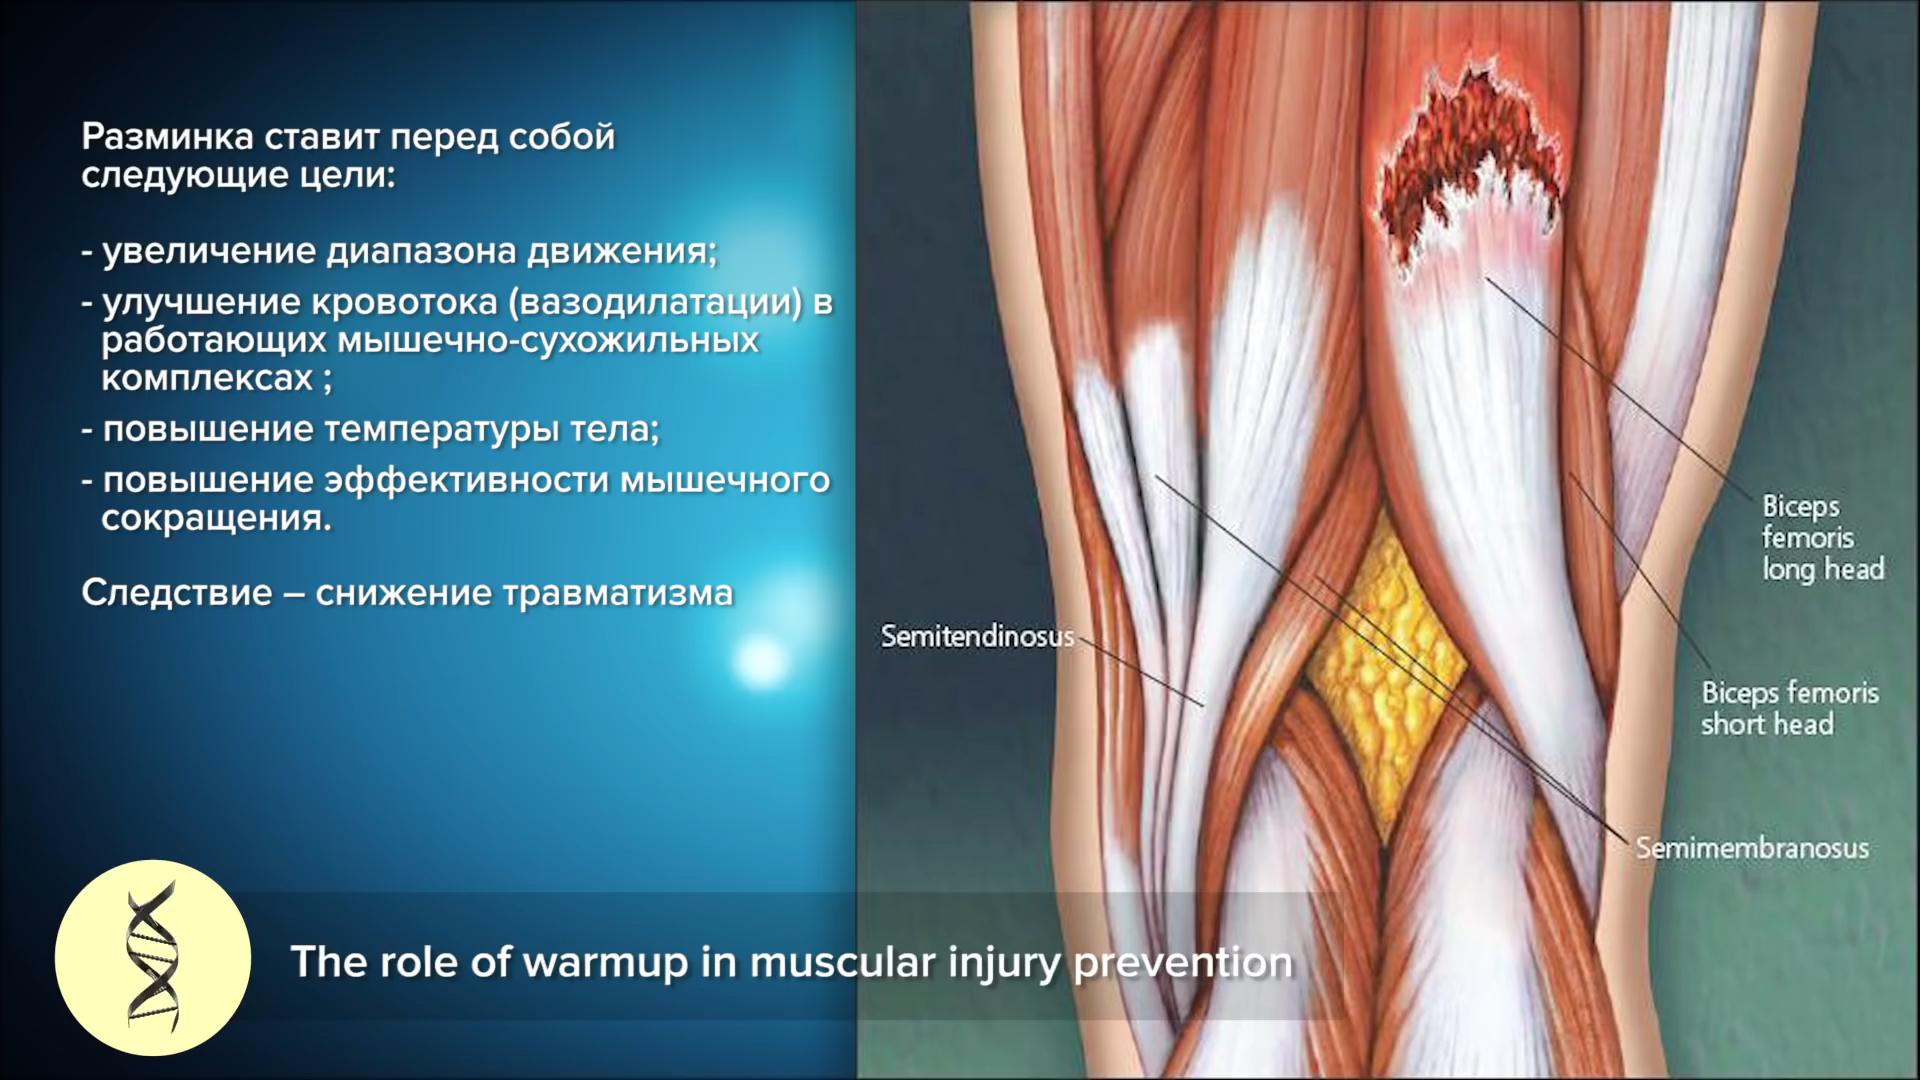 Разминка ставит перед собой
следующие цели:
- увеличение диапазона движения;
- улучшение кровотока (вазодилатации) в
работающих мышечно-сухожильных
комплексах ;
- повышение температуры тела;
- повышение эффективности мышечного
сокращения.
Следствие – снижение травматизма
Biceps
femoris
long head
Semitendinosus
Biceps femoris
short head
Semimembranosus
The role of warmup in muscular injury prevention